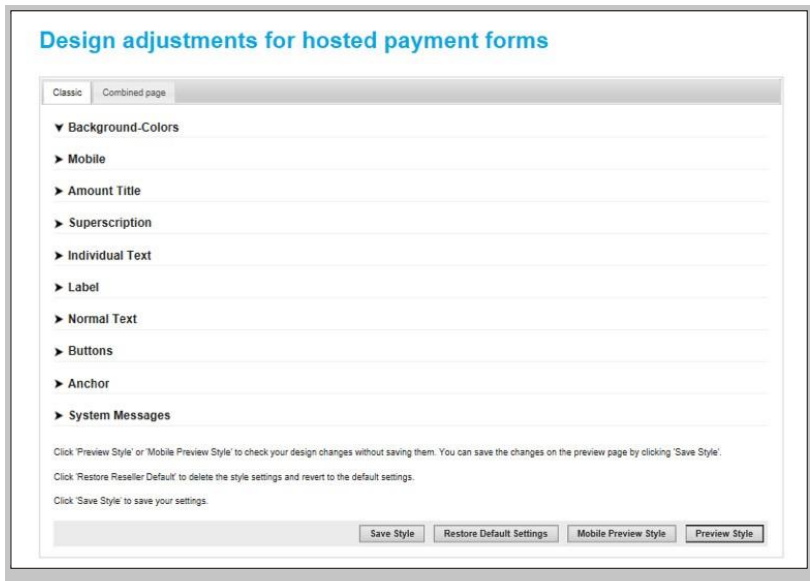 Design adjustments for hosted payment forms
Classic Combined page
Background-Colors
Mobile
Amount Title
Superscription
Individual Text
Label
Normal Text
Buttons
Anchor
System Messages
Click 'Preview Style' or 'Mobile Preview Style' to check your design changes without saving them. You can save the changes on the preview page by clicking 'Save Style'.
Click 'Restore Reseller Default' to delete the style settings and revert to the default settings.
Click 'Save Style' to save your settings.
Save Style Restore Default Settings Mobile Preview Style Preview Style